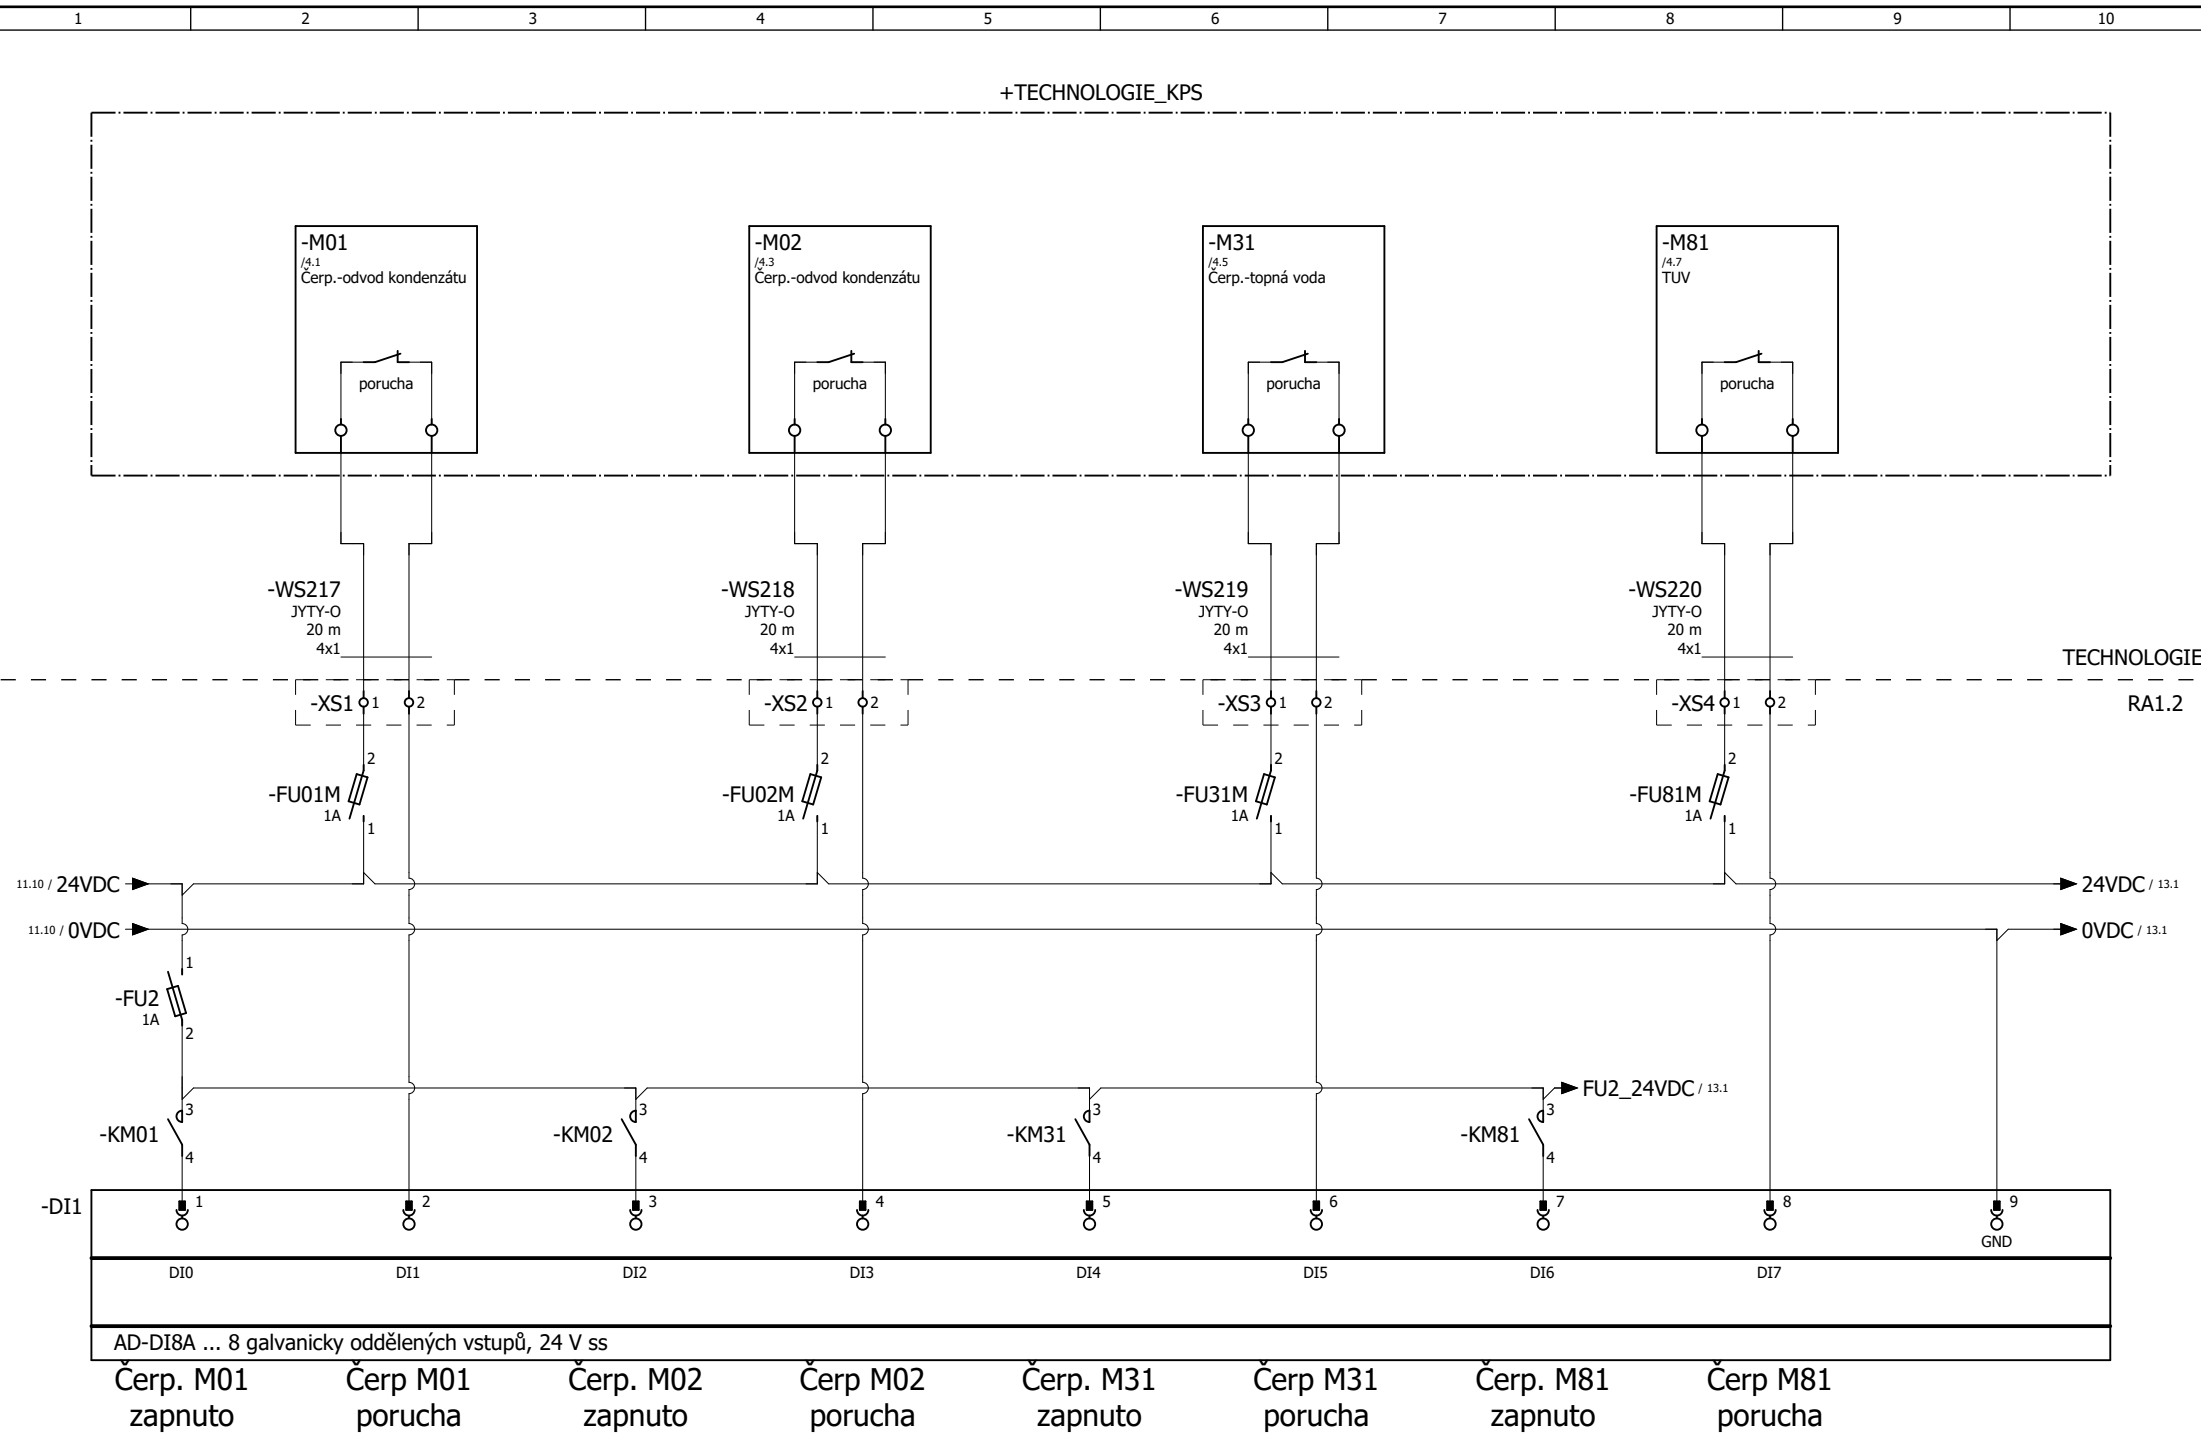 1 2 3 4 5 6 7 8 9 10
+TECHNOLOGIE_KPS
-M01
/4.1
Čerp.-odvod kondenzátu
porucha
-M02
/4.3
Čerp.-odvod kondenzátu
porucha
-M31
/4.5
Čerp.-topná voda
porucha
-M81
/4.7
TUV
porucha
-WS217
JYTY-O
20 m
4x1
-WS218
JYTY-O
20 m
4x1
-WS219
JYTY-O
20 m
4x1
-WS220
JYTY-O
20 m
4x1
TECHNOLOGIE
RA1.2
-XS1 1 2
-XS2 1 2
-XS3 1 2
-XS4 1 2
2
-FU01M
1A
1
2
-FU02M
1A
1
2
-FU31M
1A
1
2
-FU81M
1A
1
11.10 / 24VDC
24VDC / 13.1
11.10 / 0VDC
0VDC / 13.1
1
-FU2
1A
2
FU2_24VDC / 13.1
3
-KM01
4
3
-KM02
4
3
-KM31
4
3
-KM81
4
-DI1
1 2 3 4 5 6 7 8 9
GND
DI0 DI1 DI2 DI3 DI4 DI5 DI6 DI7
AD-DI8A ... 8 galvanicky oddělených vstupů, 24 V ss
Čerp. M01
zapnuto
Čerp M01
porucha
Čerp. M02
zapnuto
Čerp M02
porucha
Čerp. M31
zapnuto
Čerp M31
porucha
Čerp. M81
zapnuto
Čerp M81
porucha